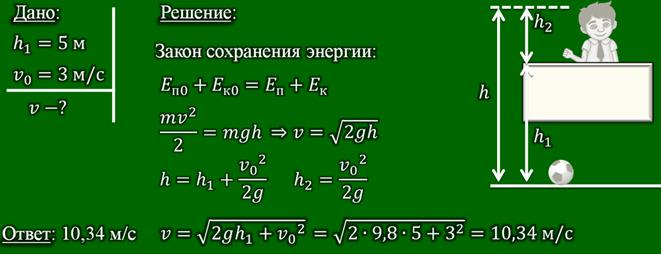 Дано:
h₁ = 5 м
v₀ = 3 м/с
v −?
Решение:
Закон сохранения энергии:
Eп0 + Eк0 = Eп + Eк
mv²/2 = mgh ⇒ v = √(2gh)
h = h₁ + v₀²/2g h₂ = v₀²/2g
h₂
h
h₁
Ответ: 10,34 м/с v = √(2gh₁ + v₀²) = √(2 · 9,8 · 5 + 3²) = 10,34 м/с